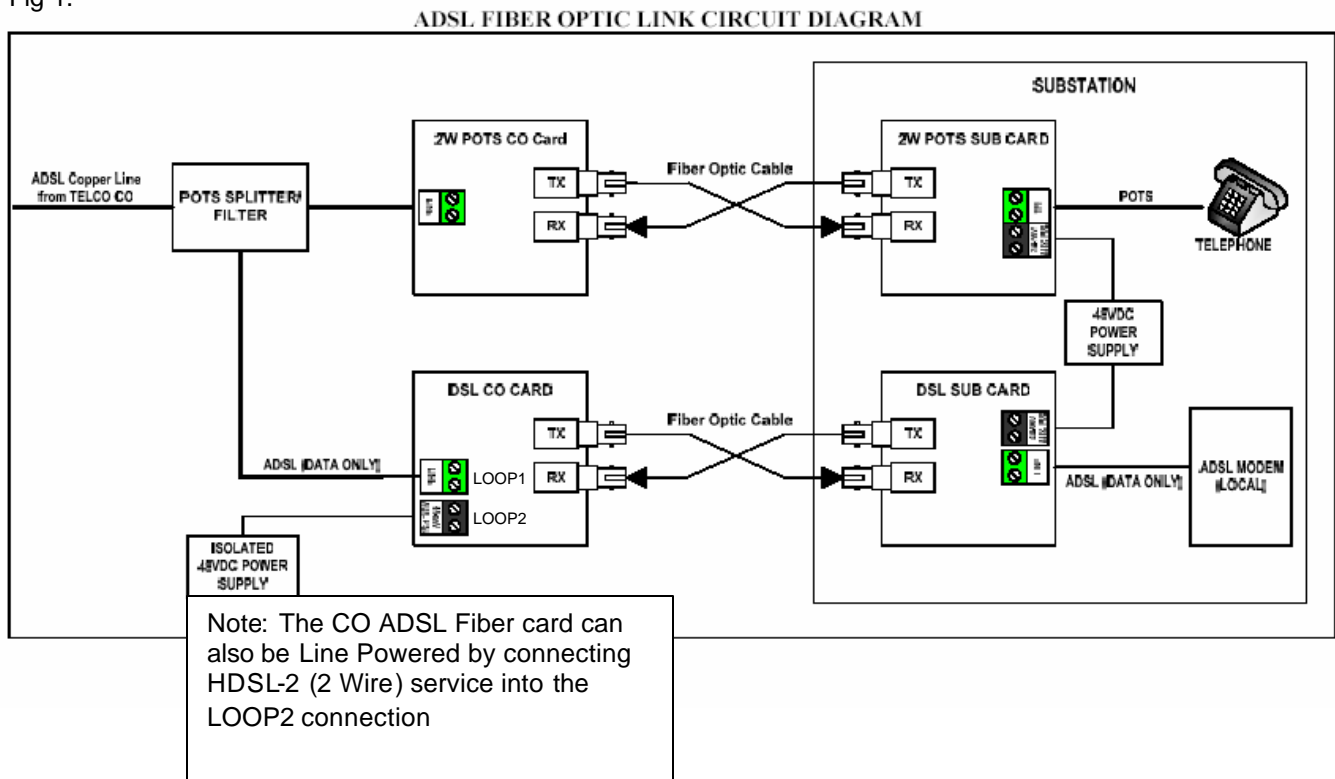 Fig 1.
ADSL FIBER OPTIC LINK CIRCUIT DIAGRAM
SUBSTATION
2W POTS CO Card
2W POTS SUB CARD
ADSL Copper Line
from TELCO CO
POTS SPLITTER/
FILTER
TX
RX
Fiber Optic Cable
TX
RX
POTS
TELEPHONE
48VDC
POWER
SUPPLY
DSL CO CARD
DSL SUB CARD
TX
RX
Fiber Optic Cable
TX
RX
ADSL (DATA ONLY)
LOOP1
LOOP2
ADSL (DATA ONLY)
ADSL MODEM
(LOCAL)
ISOLATED
48VDC POWER
SUPPLY
Note: The CO ADSL Fiber card can
also be Line Powered by connecting
HDSL-2 (2 Wire) service into the
LOOP2 connection